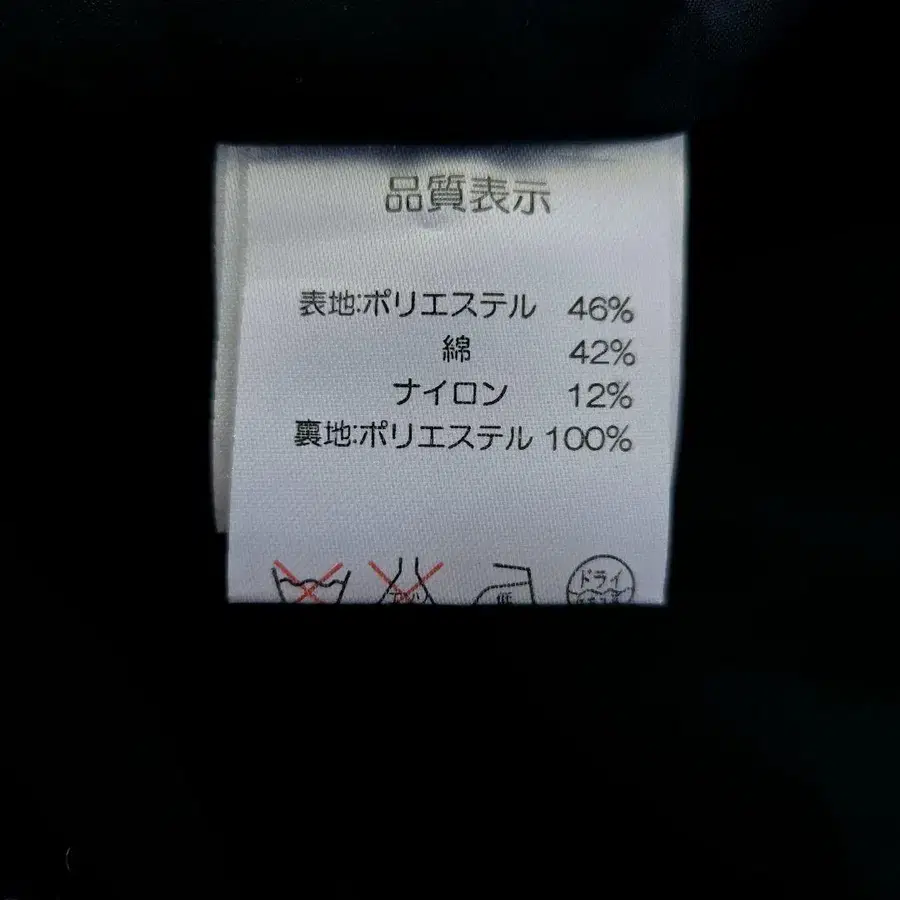 品質表示
表地:ポリエステル 46%
綿 42%
ナイロン 12%
裏地:ポリエステル 100%
低 ドライ